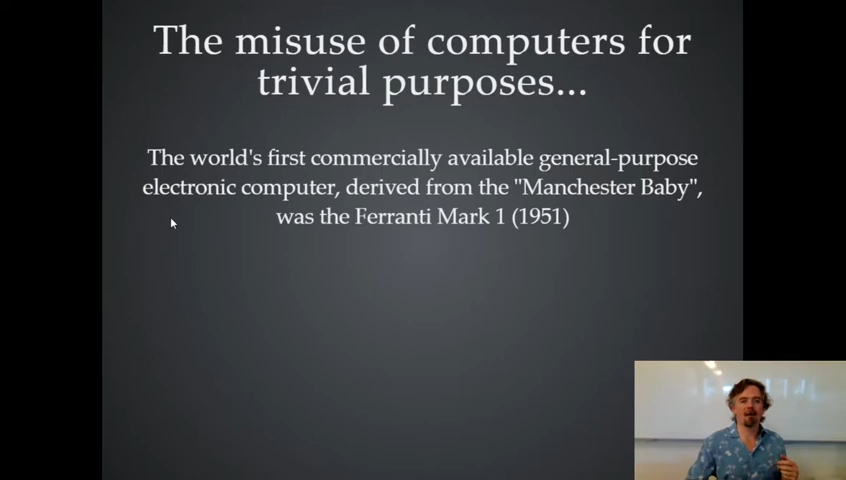 The misuse of computers for
trivial purposes...
The world's first commercially available general-purpose
electronic computer, derived from the "Manchester Baby",
was the Ferranti Mark 1 (1951)